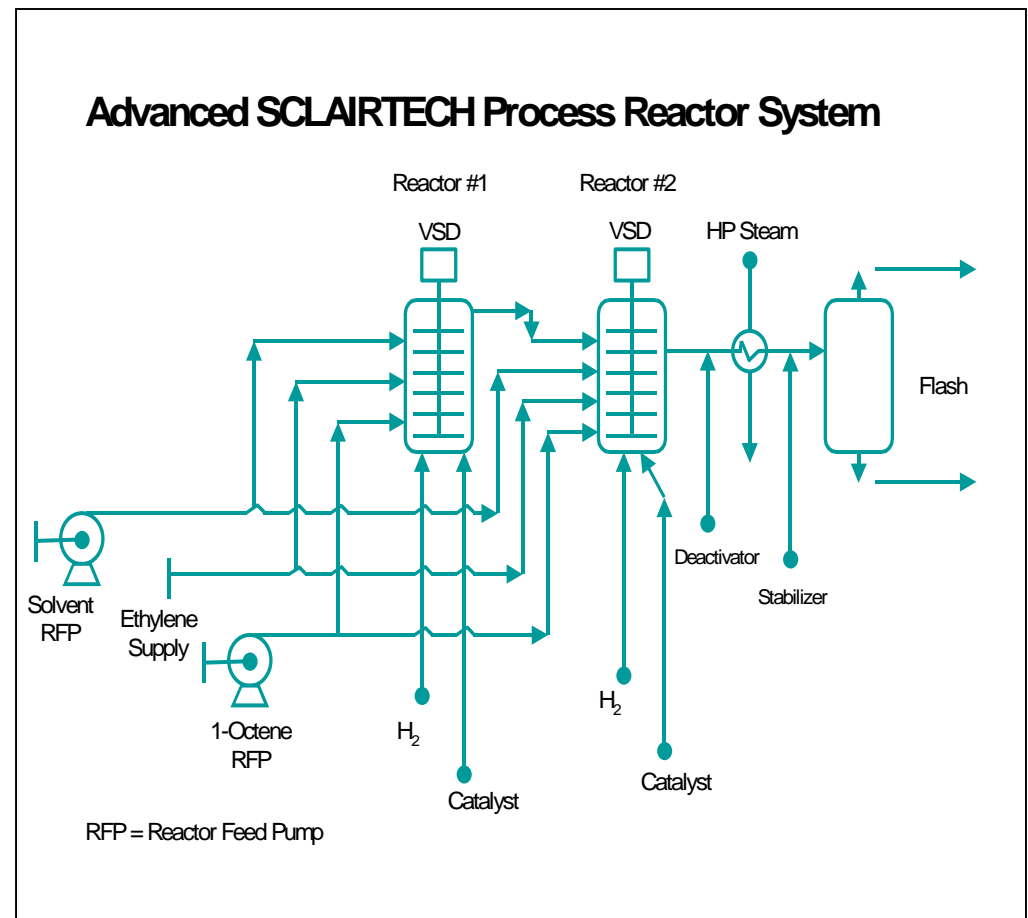 Advanced SCLAIRTECH Process Reactor System
Reactor #1
Reactor #2
VSD
VSD
HP Steam
Flash
Deactivator
Stabilizer
Solvent
RFP
Ethylene
Supply
1-Octene
RFP
H2
H2
Catalyst
Catalyst
RFP = Reactor Feed Pump